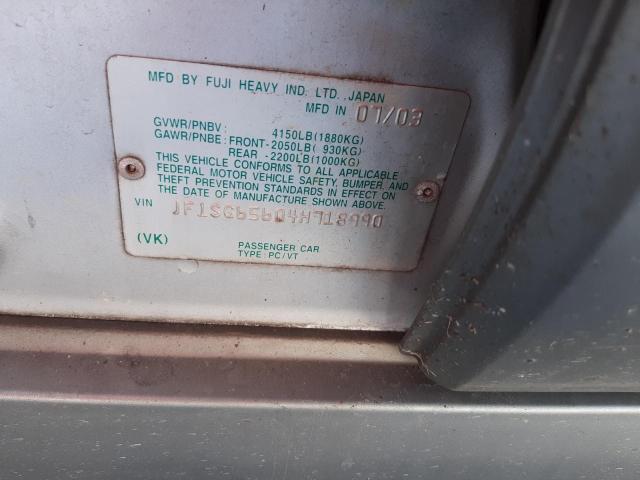 MFD BY FUJI HEAVY IND. LTD., JAPAN
MFD IN 07/03
GVWR/PNBV : 4150LB(1880KG)
GAWR/PNBE : FRONT-2050LB( 930KG)
REAR -2200LB(1000KG)
THIS VEHICLE CONFORMS TO ALL APPLICABLE
FEDERAL MOTOR VEHICLE SAFETY, BUMPER, AND
THEFT PREVENTION STANDARDS IN EFFECT ON
THE DATE OF MANUFACTURE SHOWN ABOVE.
VIN JF1SG65604H718990
(VK) PASSENGER CAR
TYPE : PC/VT